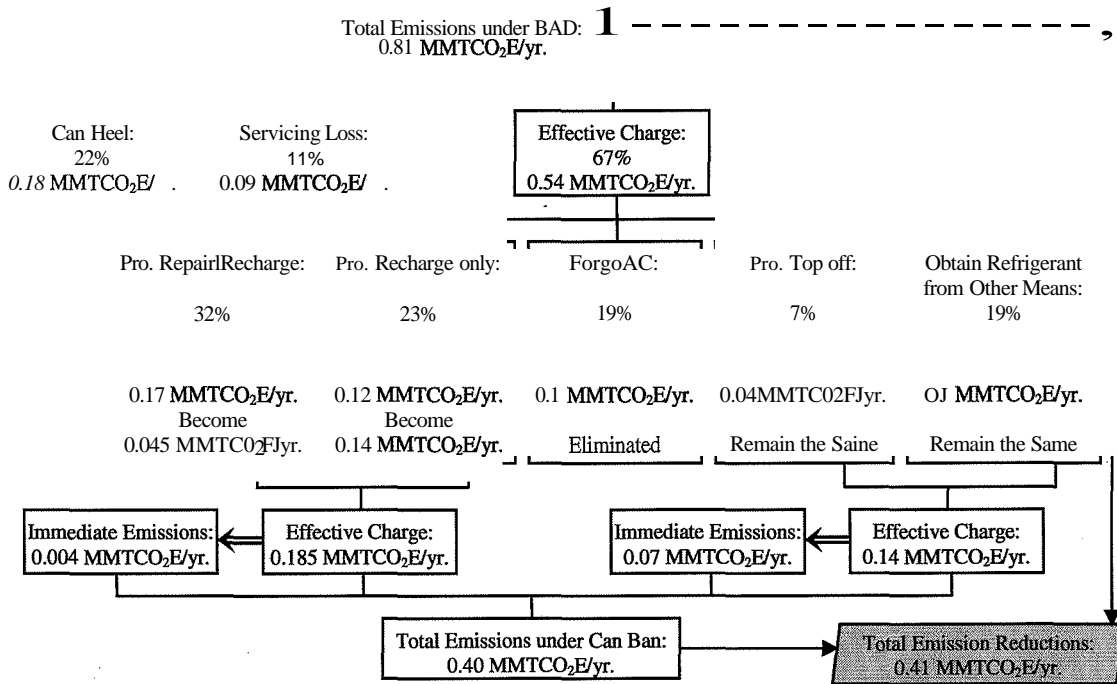 Total Emissions under BAD: 1
0.81 MMTCO₂E/yr.
Can Heel:
22%
0.18 MMTCO₂E/ .
Servicing Loss:
11%
0.09 MMTCO₂E/ .
Effective Charge:
67%
0.54 MMTCO₂E/yr.
Pro. RepairlRecharge:
32%
0.17 MMTCO₂E/yr.
Become
0.045 MMTC0₂FJyr.
Pro. Recharge only:
23%
0.12 MMTCO₂E/yr.
Become
0.14 MMTCO₂E/yr.
ForgoAC:
19%
0.1 MMTCO₂E/yr.
Eliminated
Pro. Top off:
7%
0.04MMTC02FJyr.
Remain the Saine
Obtain Refrigerant
from Other Means:
19%
OJ MMTCO₂E/yr.
Remain the Same
Immediate Emissions:
0.004 MMTCO₂E/yr.
Effective Charge:
0.185 MMTCO₂E/yr.
Immediate Emissions:
0.07 MMTCO₂E/yr.
Effective Charge:
0.14 MMTCO₂E/yr.
Total Emissions under Can Ban:
0.40 MMTCO₂E/yr.
Total Emission Reductions:
0.41 MMTCO₂E/yr.